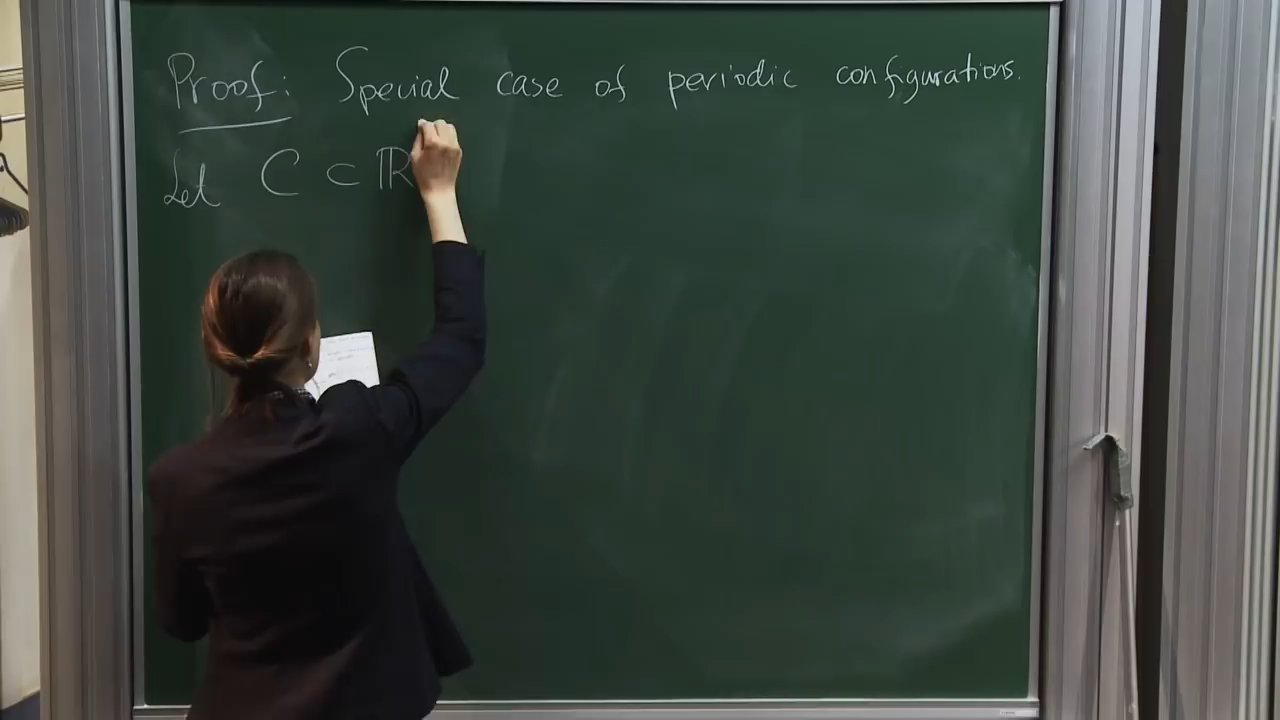 Proof: Special case of periodic configurations.
Let C ⊂ ℝ